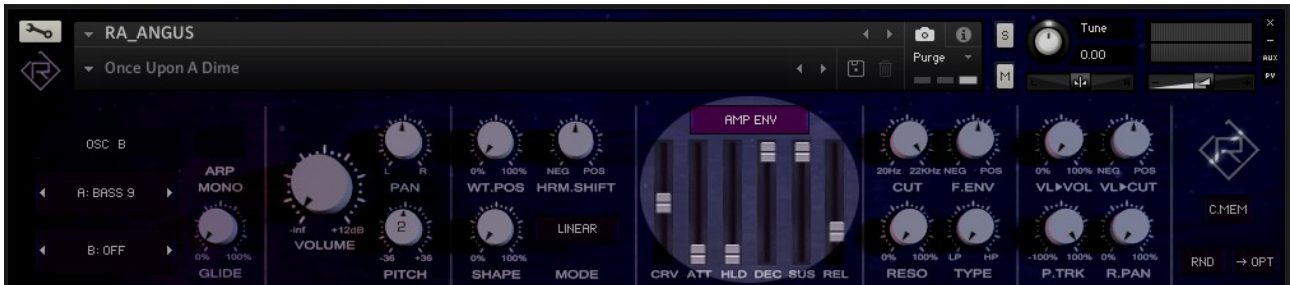 RA_ANGUS
Once Upon A Dime
Purge
S
M
Tune
0.00
L R
AUX
PV
OSC B
A: BASS 9
B: OFF
ARP
MONO
0% 100%
GLIDE
-inf +12dB
VOLUME
L R
PAN
2
-36 +36
PITCH
0% 100%
WT.POS
NEG POS
HRM.SHIFT
0% 100%
SHAPE
LINEAR
MODE
AMP ENV
CRV ATT HLD DEC SUS REL
20Hz 22KHz
CUT
NEG POS
F.ENV
0% 100%
RESO
LP HP
TYPE
0% 100%
VL▶VOL
NEG POS
VL▶CUT
-100% 100%
P.TRK
0% 100%
R.PAN
R
C.MEM
RND → OPT